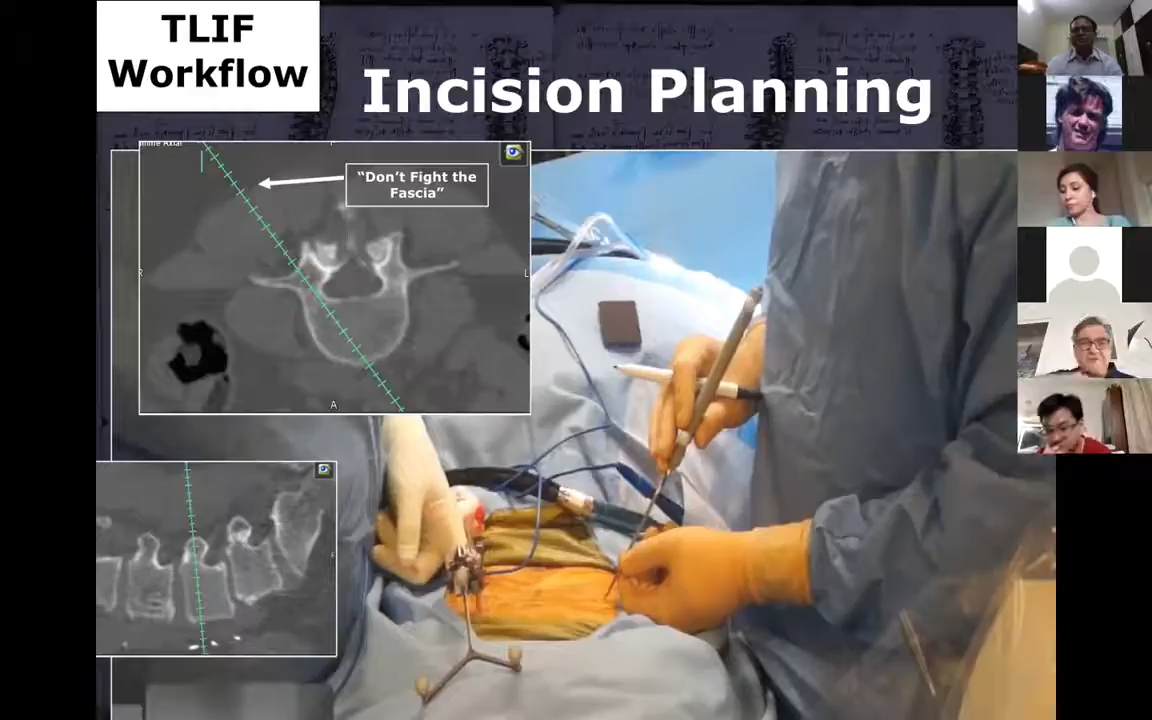 TLIF
Workflow
Incision Planning
“Don’t Fight the
Fascia”
R
L
A